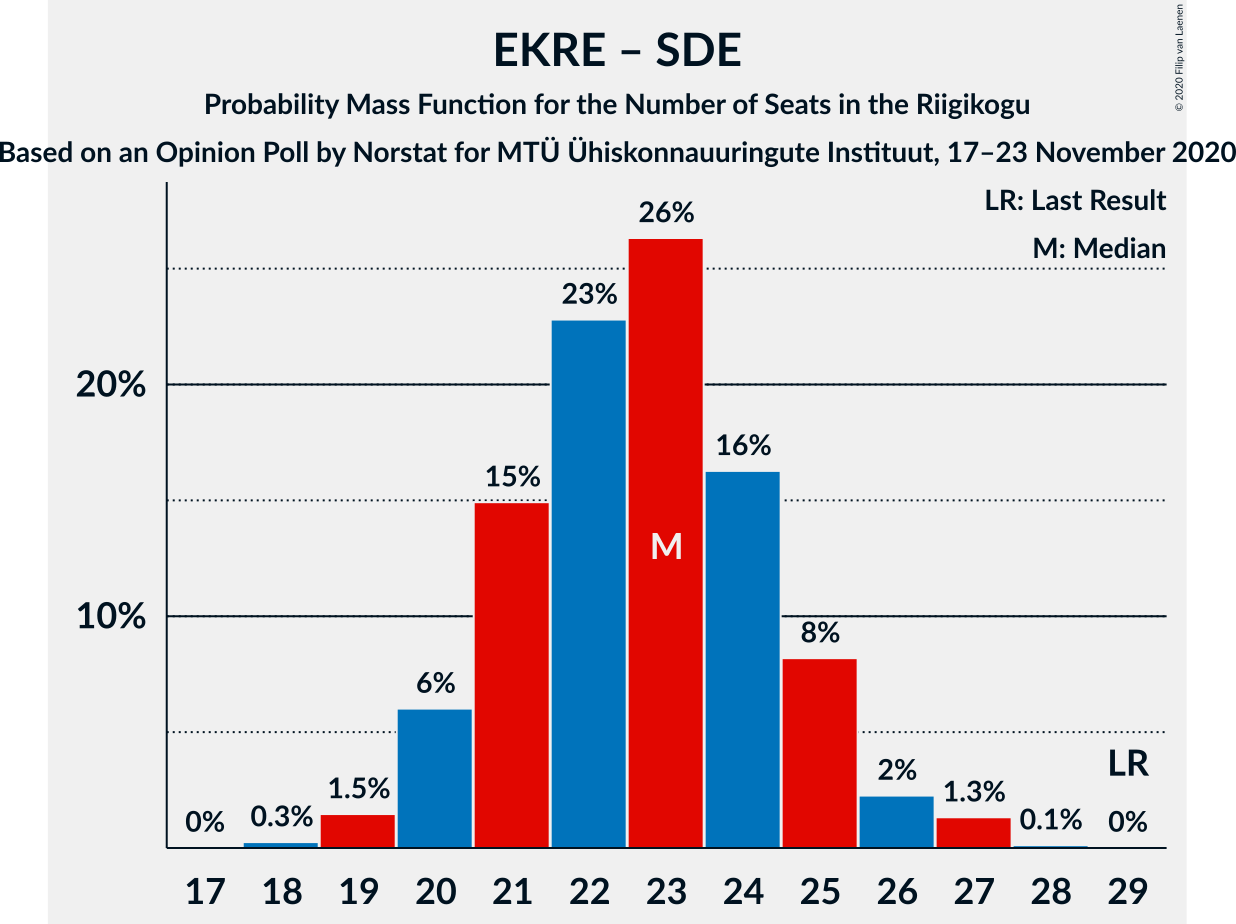 EKRE – SDE
Probability Mass Function for the Number of Seats in the Riigikogu
Based on an Opinion Poll by Norstat for MTÜ Ühiskonnauuringute Instituut, 17–23 November 2020
© 2020 Filip van Laenen
LR: Last Result
M: Median
26%
23%
20%
16%
15%
M
10%
8%
6%
LR
2%
1.5%
1.3%
0%
0.3%
0.1%
0%
17 18 19 20 21 22 23 24 25 26 27 28 29